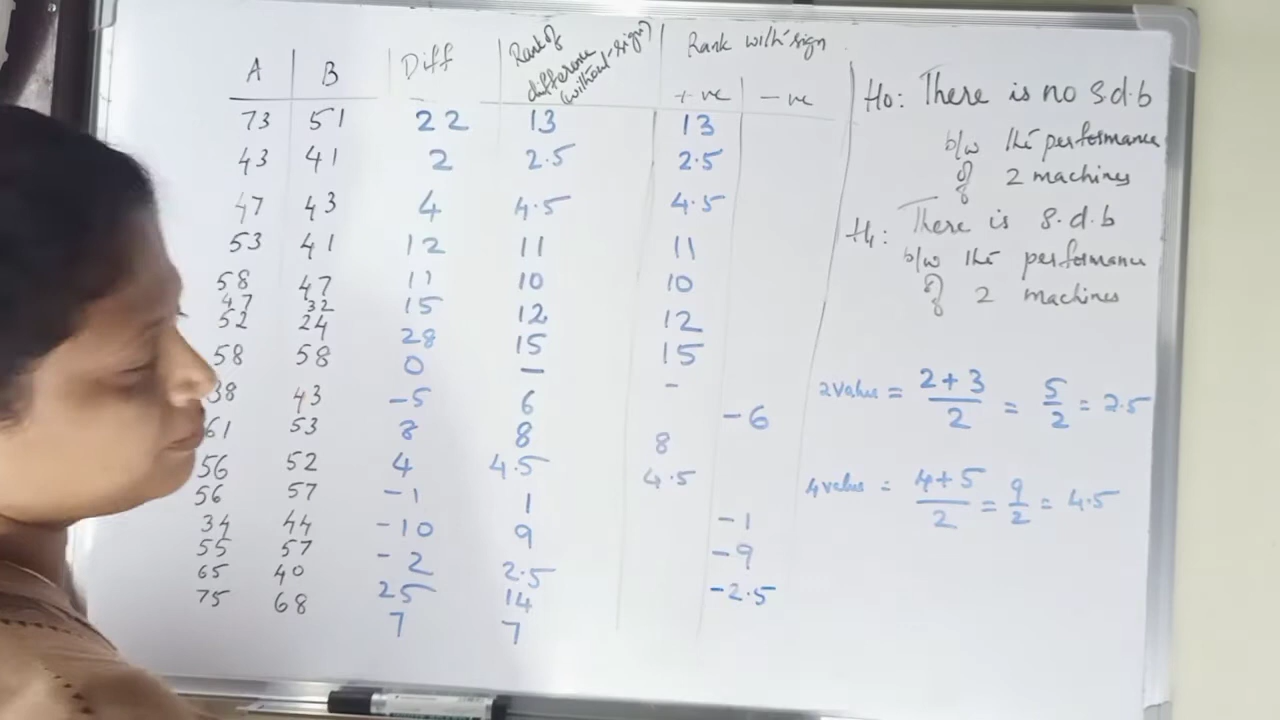 A B Diff Rank of difference (without sign) Rank with sign
+ve -ve
73 51 22 13 13
43 41 2 2.5 2.5
47 43 4 4.5 4.5
53 41 12 11 11
58 47 11 10 10
47 32 15 12 12
52 24 28 15 15
58 58 0 - -
38 43 -5 6 -6
61 53 8 8 8
56 52 4 4.5 4.5
56 57 -1 1 -1
34 44 -10 9 -9
55 57 -2 2.5 -2.5
65 40 25 14
75 68 7 7
H0: There is no s.d.b
b/w the performance
of 2 machines
H1: There is s.d.b
b/w the performance
of 2 machines
2 value = 2+3/2 = 5/2 = 2.5
4 value = 4+5/2 = 9/2 = 4.5